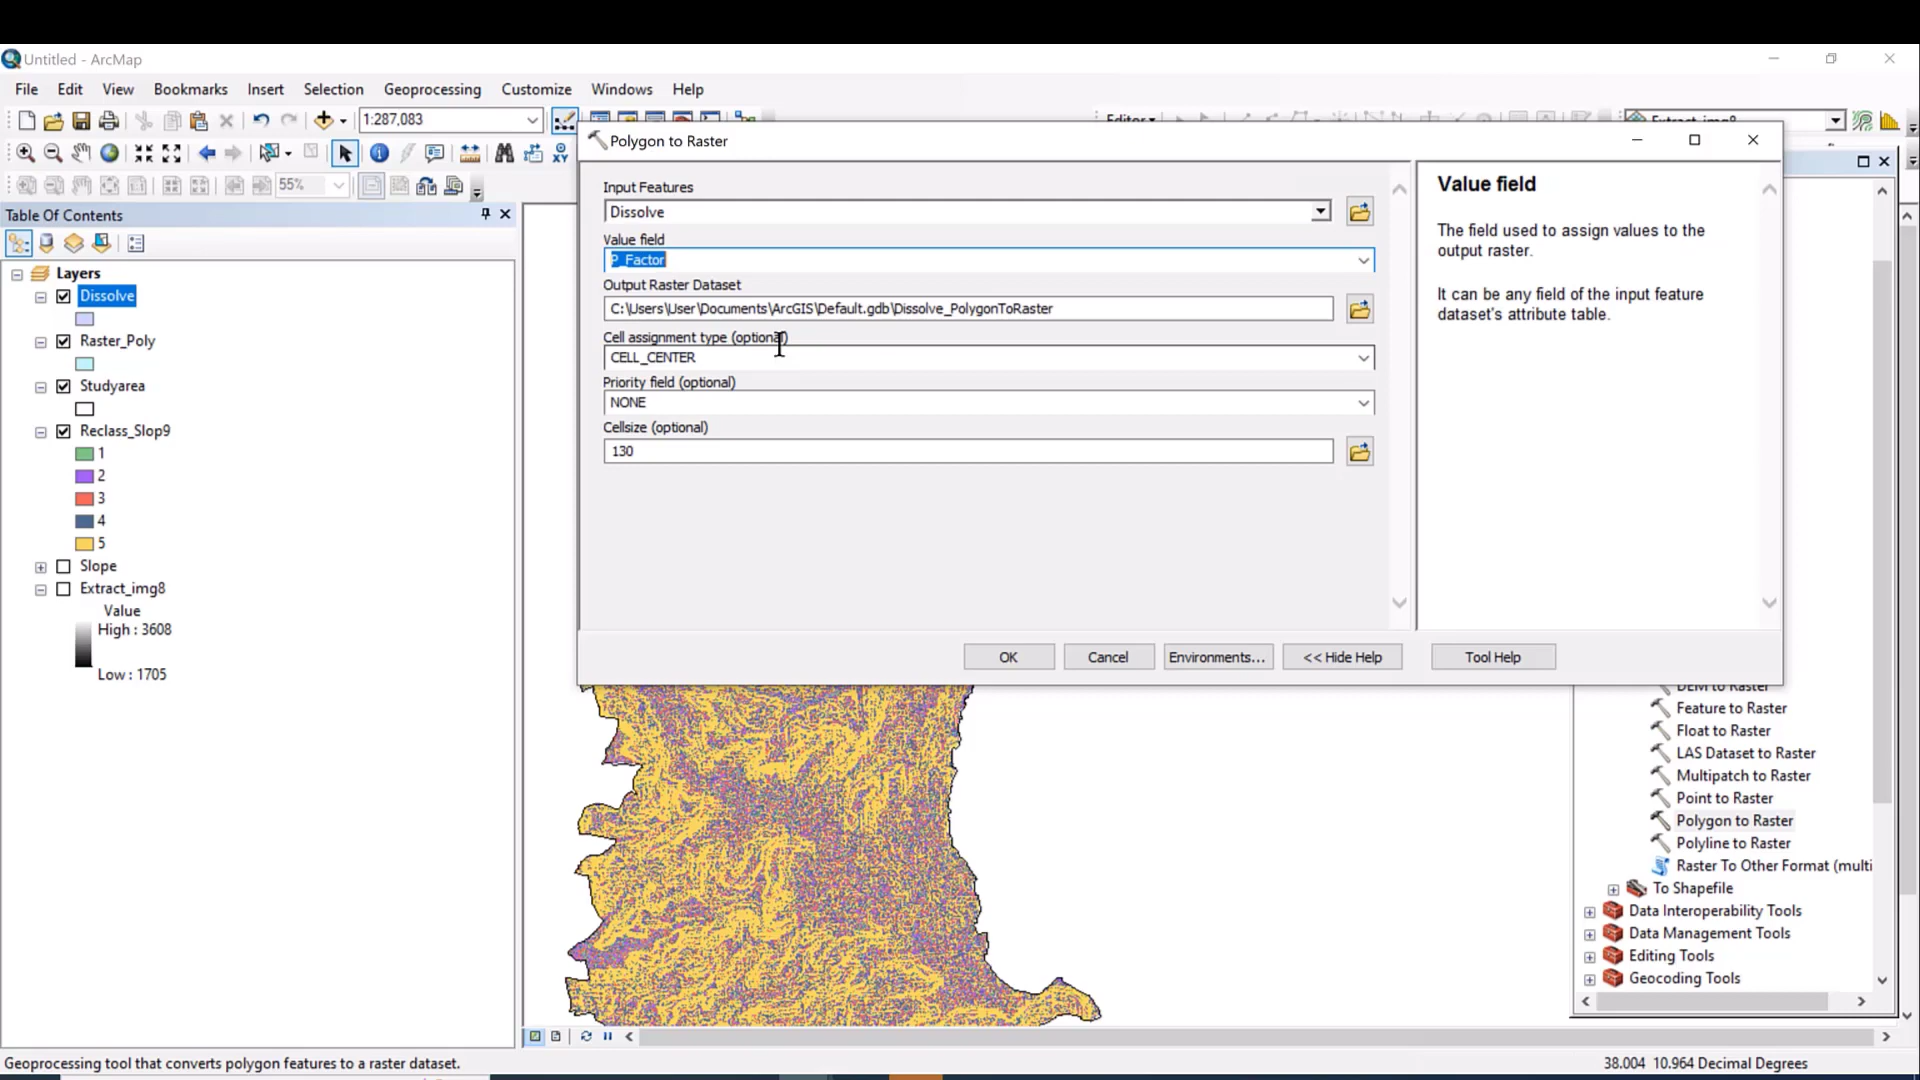 Untitled - ArcMap
File Edit View Bookmarks Insert Selection Geoprocessing Customize Windows Help
1:287,083
Editor
Extract_img8
55%
Table Of Contents
Layers
Dissolve
Raster_Poly
Studyarea
Reclass_Slop9
1
2
3
4
5
Slope
Extract_img8
Value
High : 3608
Low : 1705
Polygon to Raster
Input Features
Dissolve
Value field
P_Factor
Output Raster Dataset
C:\Users\User\Documents\ArcGIS\Default.gdb\Dissolve_PolygonToRaster
Cell assignment type (optional)
CELL_CENTER
Priority field (optional)
NONE
Cellsize (optional)
130
OK Cancel Environments... << Hide Help Tool Help
Value field
The field used to assign values to the
output raster.
It can be any field of the input feature
dataset's attribute table.
DEM to Raster
Feature to Raster
Float to Raster
LAS Dataset to Raster
Multipatch to Raster
Point to Raster
Polygon to Raster
Polyline to Raster
Raster To Other Format (multi
To Shapefile
Data Interoperability Tools
Data Management Tools
Editing Tools
Geocoding Tools
Geoprocessing tool that converts polygon features to a raster dataset.
38.004 10.964 Decimal Degrees